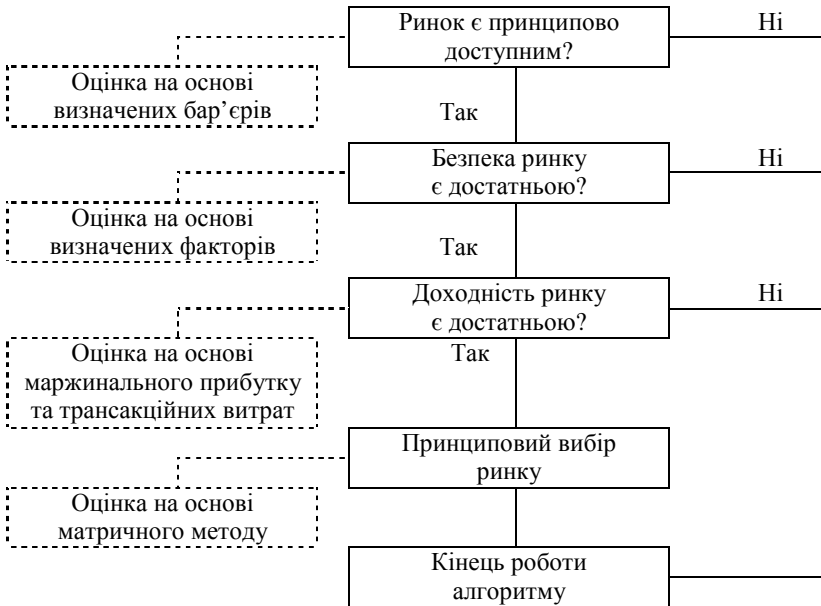 Ринок є принципово
доступним?
Ні
Оцінка на основі
визначених бар’єрів
Так
Безпека ринку
є достатньою?
Ні
Оцінка на основі
визначених факторів
Так
Доходність ринку
є достатньою?
Ні
Оцінка на основі
маржинального прибутку
та трансакційних витрат
Так
Принциповий вибір
ринку
Оцінка на основі
матричного методу
Кінець роботи
алгоритму